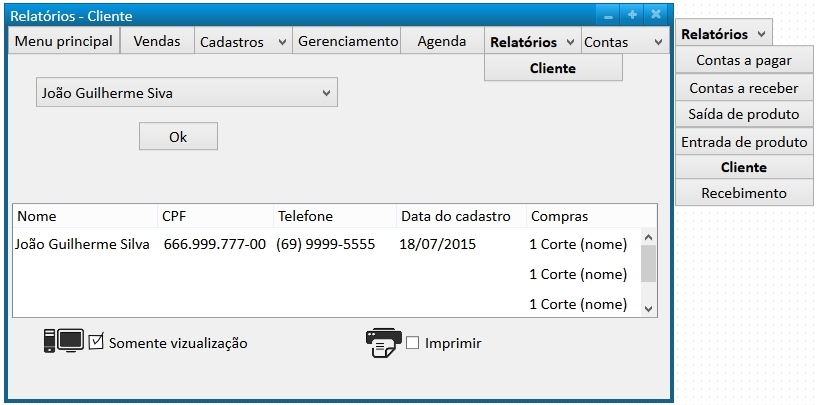 Relatórios - Cliente
Menu principal Vendas Cadastros Gerenciamento Agenda Relatórios Contas
Cliente
João Guilherme Siva
Ok
Nome CPF Telefone Data do cadastro Compras
João Guilherme Silva 666.999.777-00 (69) 9999-5555 18/07/2015 1 Corte (nome)
1 Corte (nome)
1 Corte (nome)
Somente vizualização Imprimir
Relatórios
Contas a pagar
Contas a receber
Saída de produto
Entrada de produto
Cliente
Recebimento